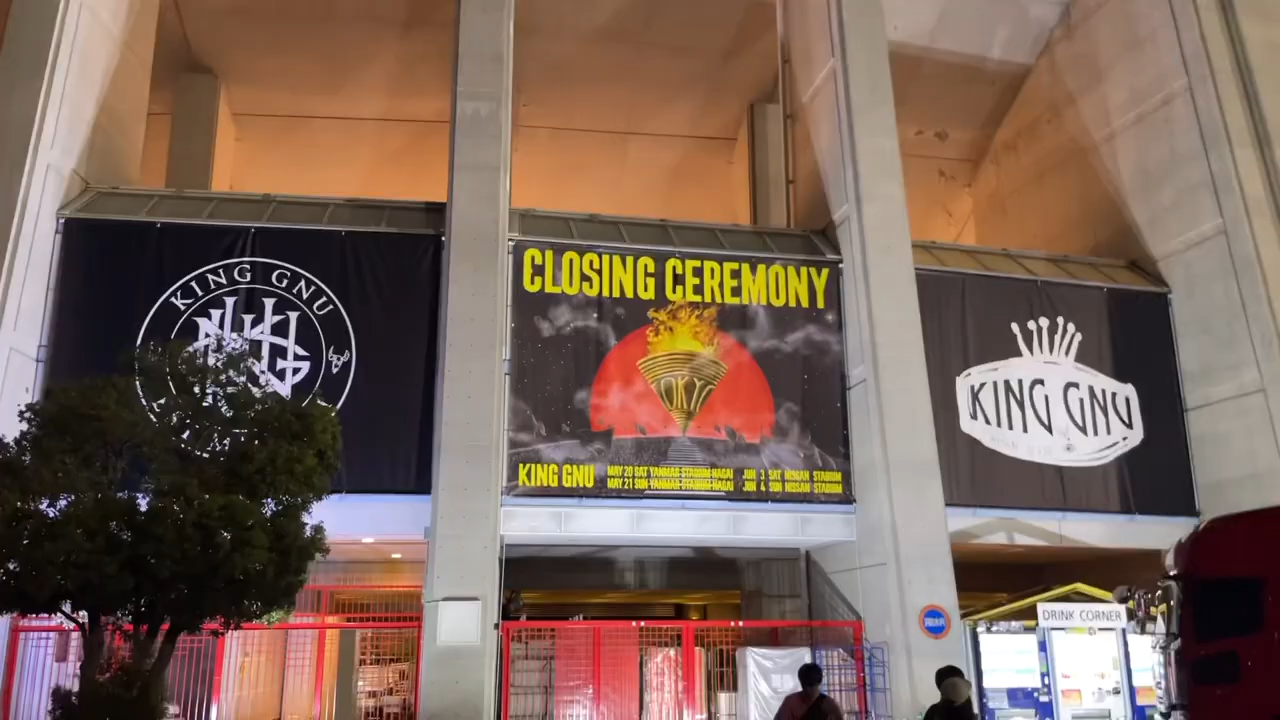 KING GNU
CLOSING CEREMONY
TOKYO
KING GNU
MAY 20 SAT YANMAR STADIUM NAGAI
MAY 21 SUN YANMAR STADIUM NAGAI
JUN 3 SAT NISSAN STADIUM
JUN 4 SUN NISSAN STADIUM
KING GNU
DRINK CORNER